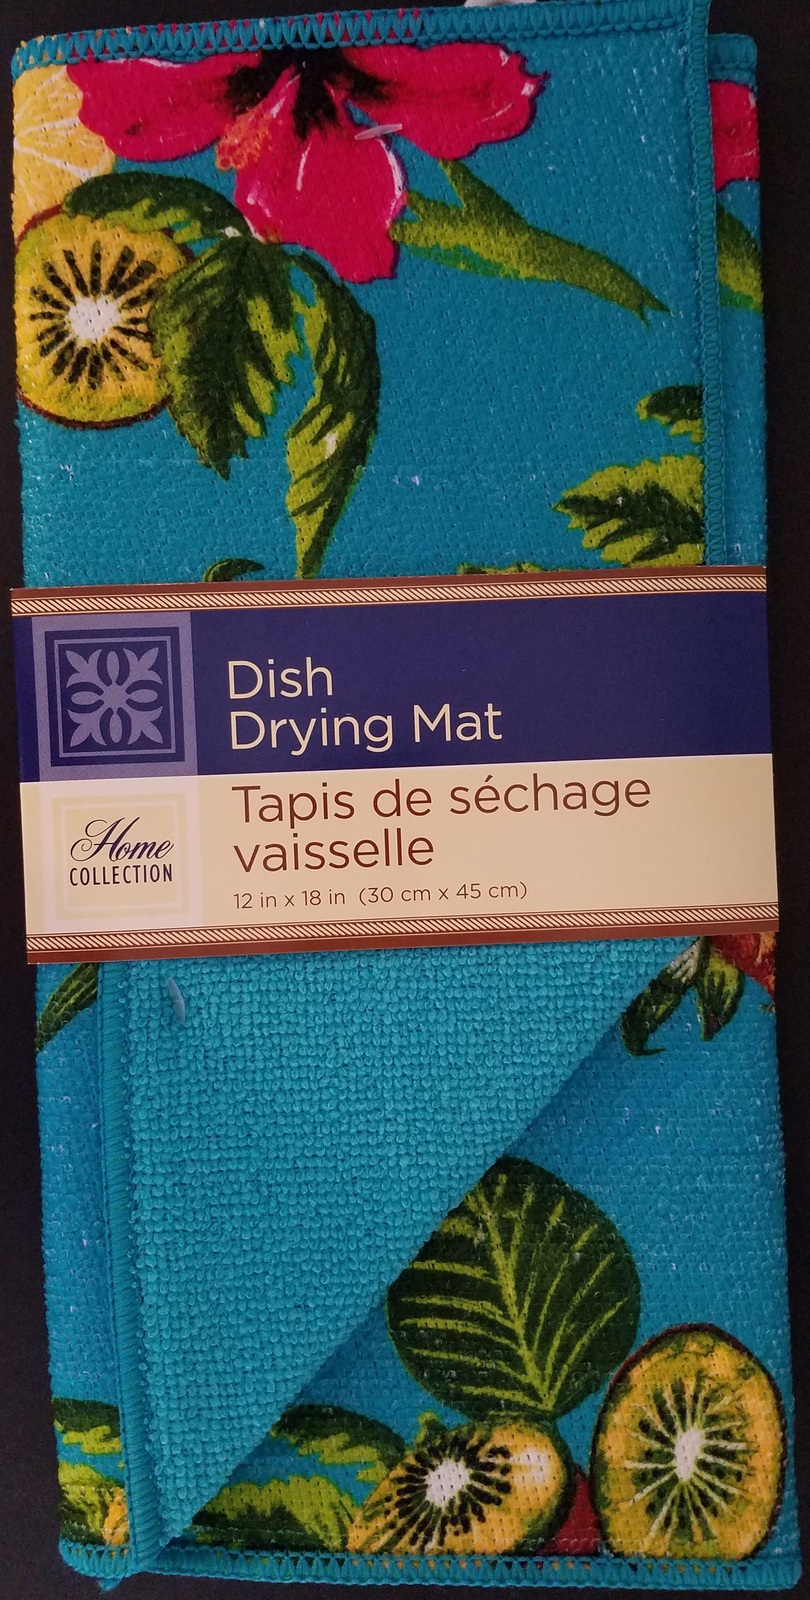 Dish
Drying Mat
Home
COLLECTION
Tapis de séchage
vaisselle
12 in x 18 in (30 cm x 45 cm)